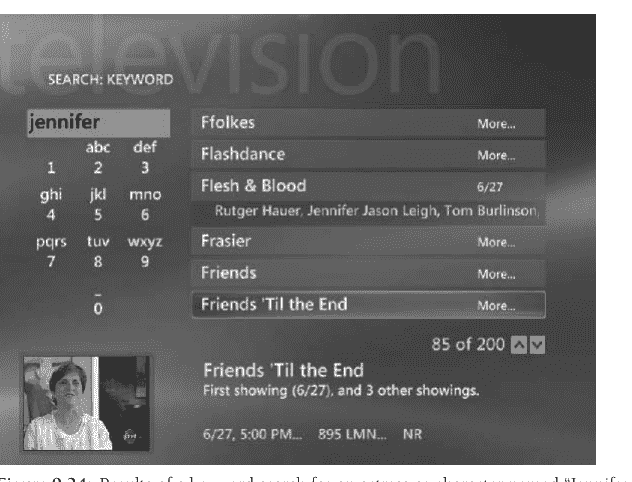 television
SEARCH: KEYWORD
jennifer
abc def
1 2 3
ghi jkl mno
4 5 6
pqrs tuv wxyz
7 8 9
_
0
Ffolkes More...
Flashdance More...
Flesh & Blood 6/27
Rutger Hauer, Jennifer Jason Leigh, Tom Burlinson,
Frasier More...
Friends More...
Friends 'Til the End More...
85 of 200
Friends 'Til the End
First showing (6/27), and 3 other showings.
6/27, 5:00 PM... 895 LMN... NR